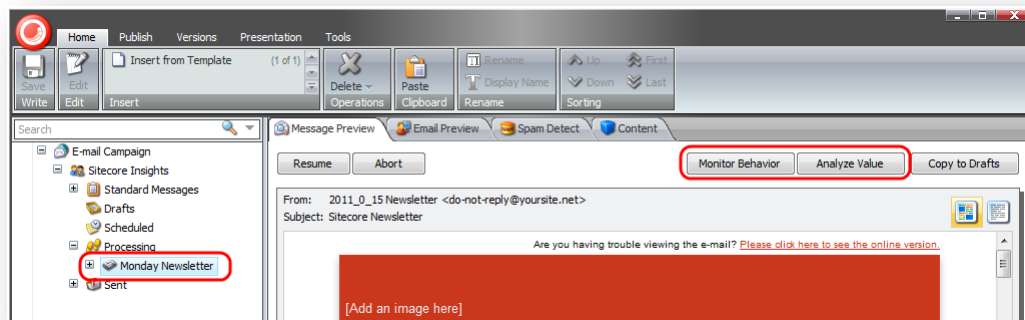 Home Publish Versions Presentation Tools
Insert from Template (1 of 1)
Rename
Up First
Save Edit Delete Paste Display Name Down Last
Write Edit Insert Operations Clipboard Rename Sorting
Search
Message Preview Email Preview Spam Detect Content
E-mail Campaign
Sitecore Insights
Resume Abort Monitor Behavior Analyze Value Copy to Drafts
Standard Messages
Drafts
From: 2011_0_15 Newsletter <do-not-reply@yoursite.net>
Scheduled
Subject: Sitecore Newsletter
Processing
Are you having trouble viewing the e-mail? Please click here to see the online version.
Monday Newsletter
Sent
[Add an image here]